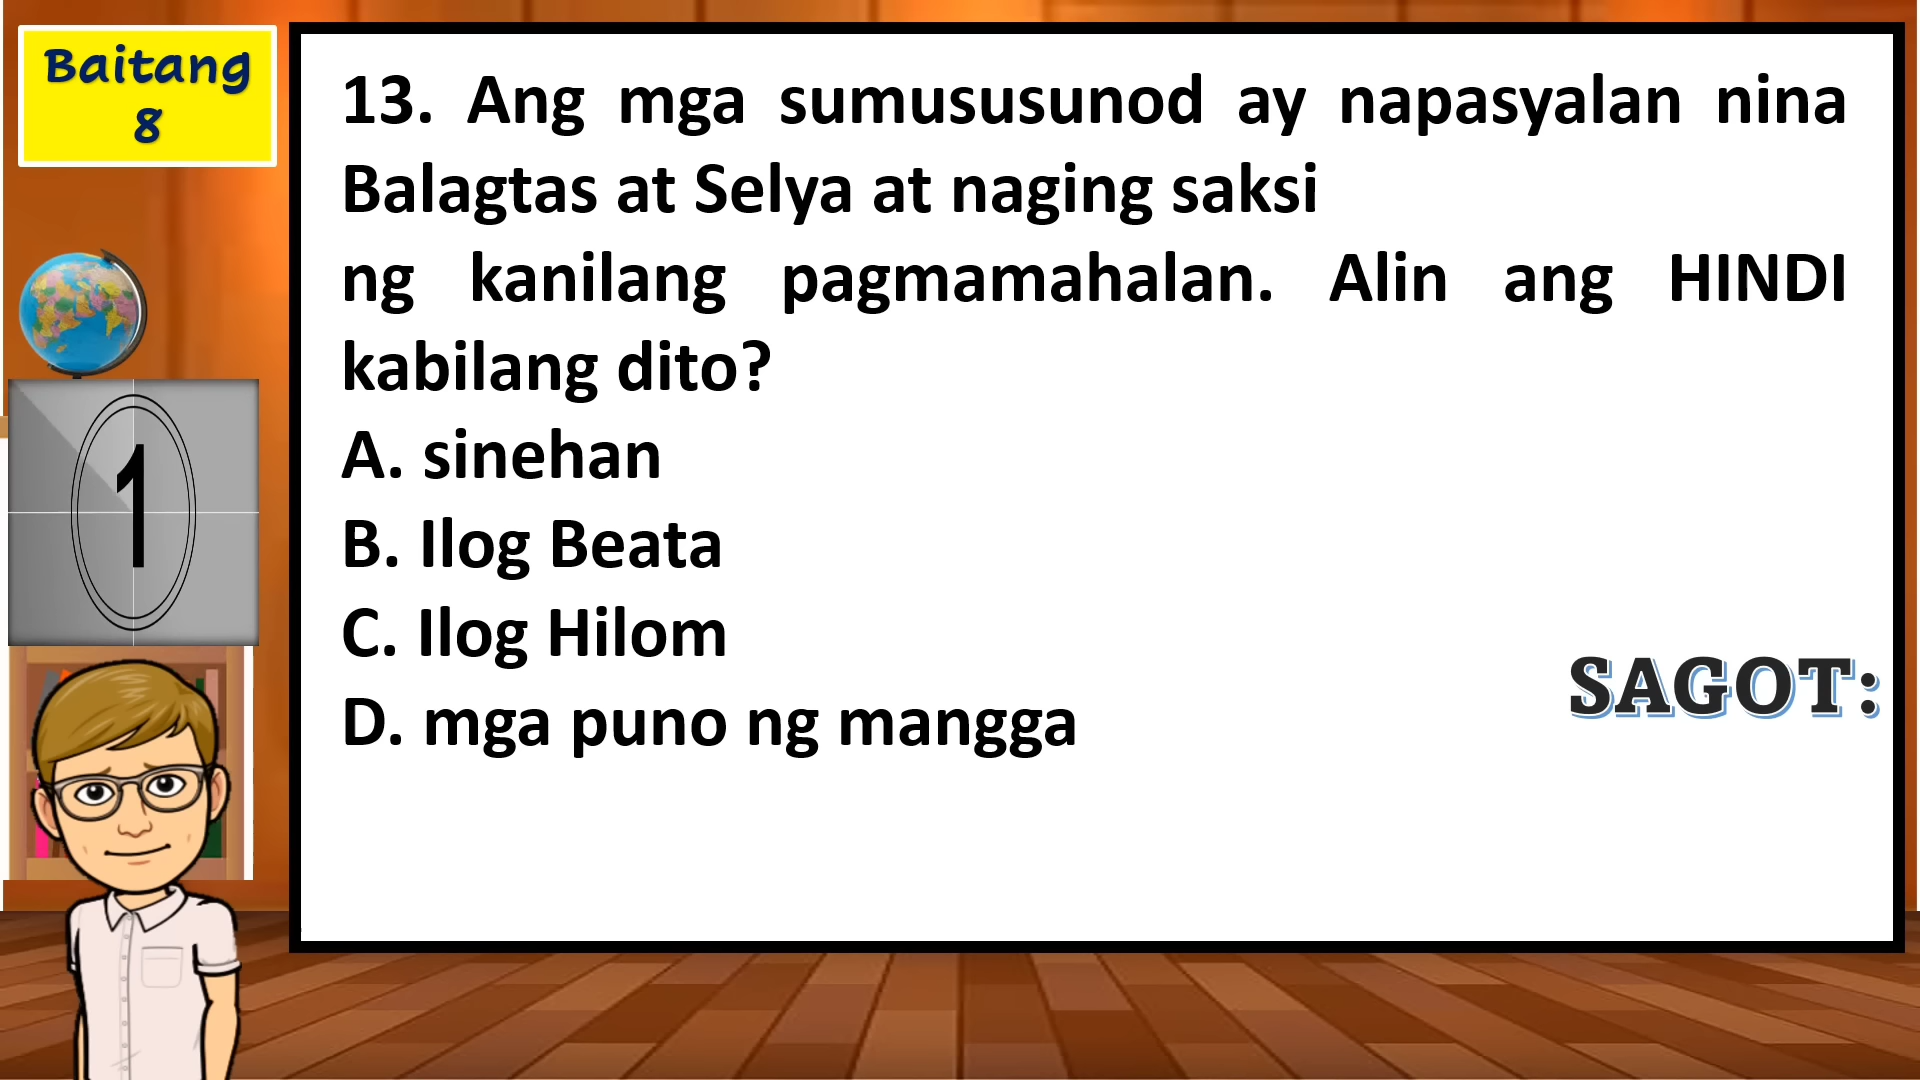 Baitang
8
13. Ang mga sumususunod ay napasyalan nina
Balagtas at Selya at naging saksi
ng kanilang pagmamahalan. Alin ang HINDI
kabilang dito?
A. sinehan
B. Ilog Beata
C. Ilog Hilom
D. mga puno ng mangga
SAGOT:
1